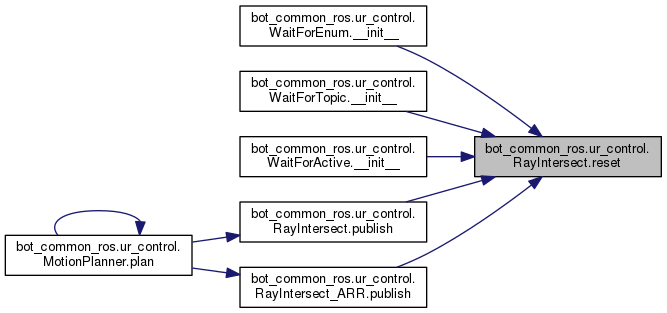 bot_common_ros.ur_control.
WaitForEnum.__init__
bot_common_ros.ur_control.
WaitForTopic.__init__
bot_common_ros.ur_control.
RayIntersect.reset
bot_common_ros.ur_control.
WaitForActive.__init__
bot_common_ros.ur_control.
RayIntersect.publish
bot_common_ros.ur_control.
MotionPlanner.plan
bot_common_ros.ur_control.
RayIntersect_ARR.publish